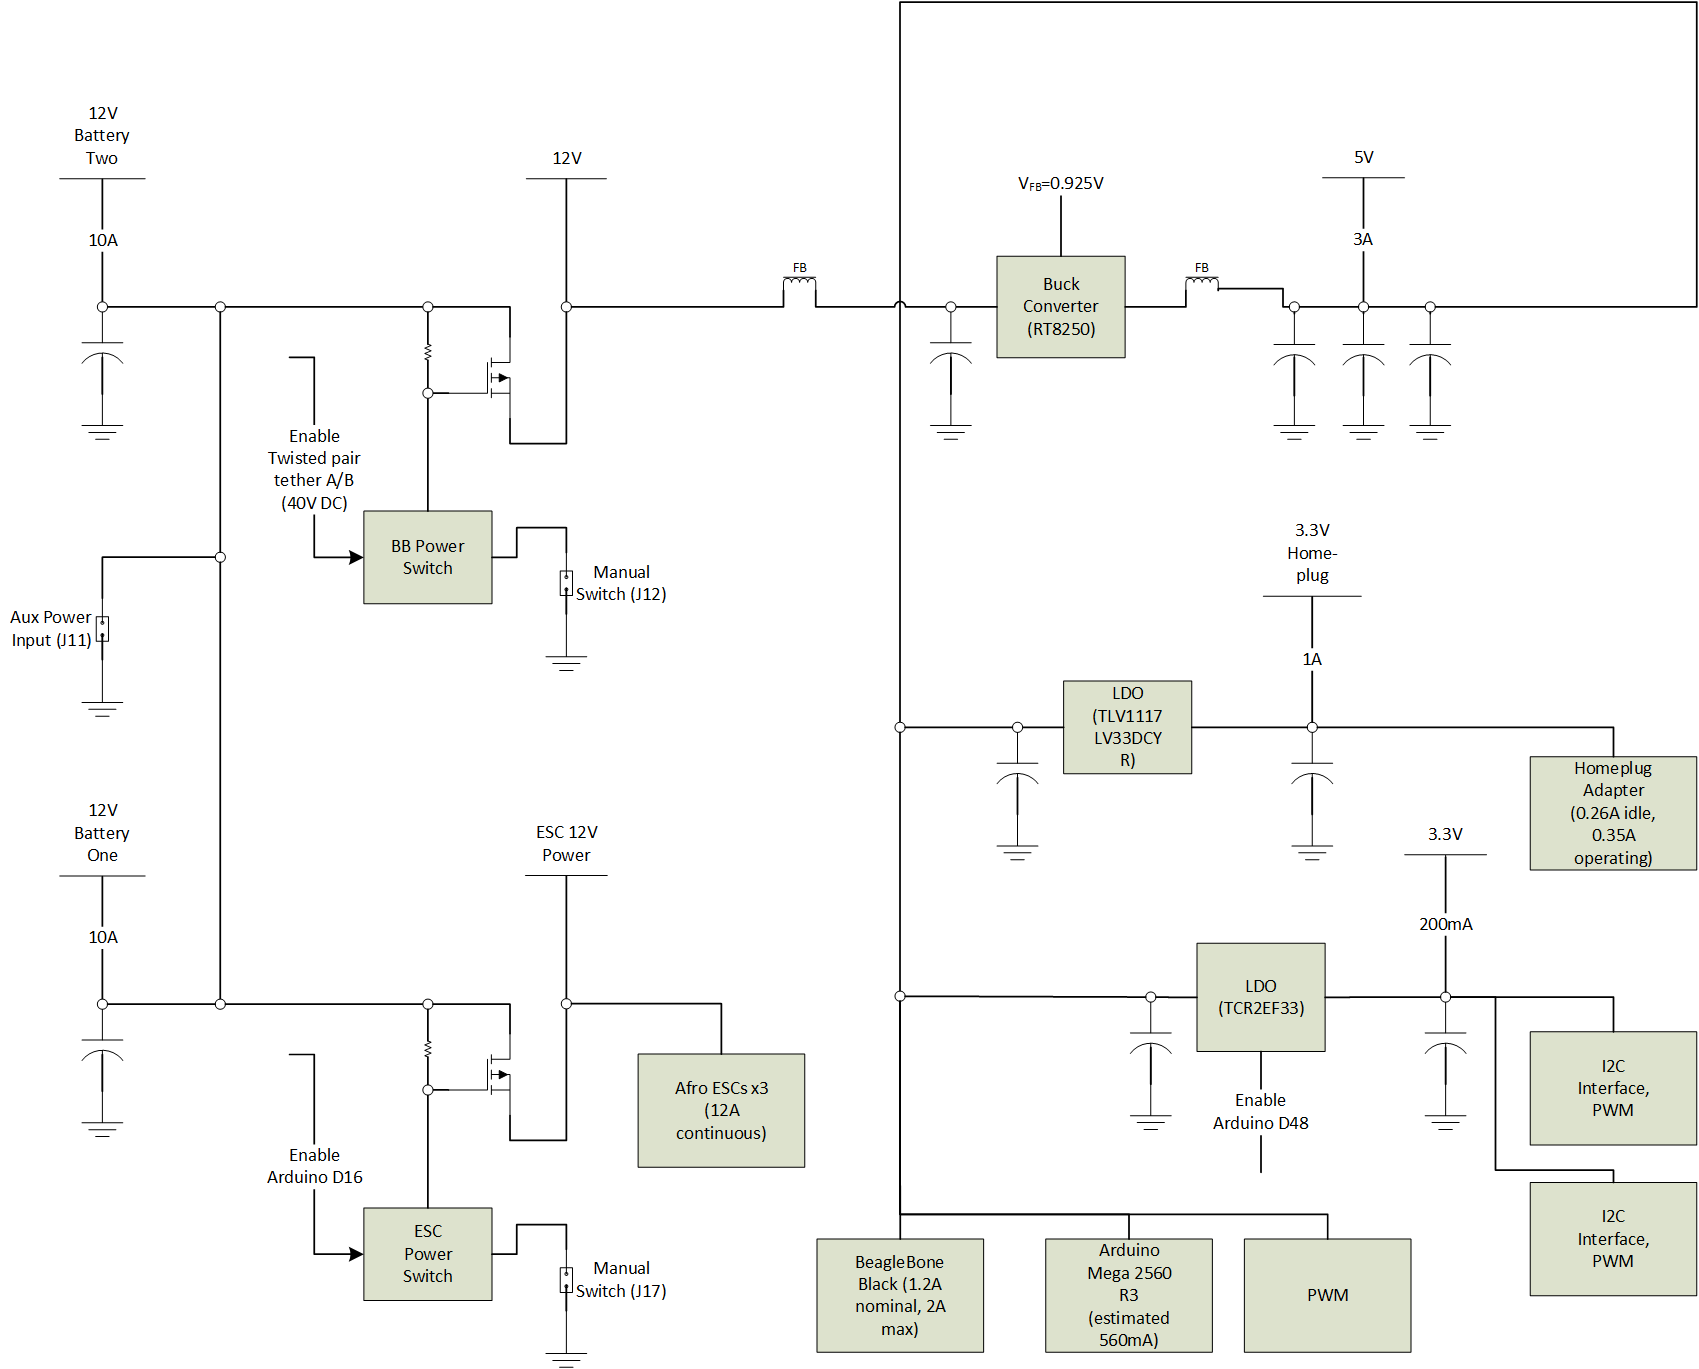 12V
Battery
Two
10A
12V
FB
V_FB=0.925V
Buck
Converter
(RT8250)
FB
5V
3A
Enable
Twisted pair
tether A/B
(40V DC)
BB Power
Switch
Manual
Switch (J12)
Aux Power
Input (J11)
3.3V
Home-
plug
1A
LDO
(TLV1117
LV33DCY
R)
Homeplug
Adapter
(0.26A idle,
0.35A
operating)
12V
Battery
One
10A
ESC 12V
Power
Afro ESCs x3
(12A
continuous)
Enable
Arduino D16
ESC
Power
Switch
Manual
Switch (J17)
3.3V
200mA
LDO
(TCR2EF33)
Enable
Arduino D48
I2C
Interface,
PWM
I2C
Interface,
PWM
BeagleBone
Black (1.2A
nominal, 2A
max)
Arduino
Mega 2560
R3
(estimated
560mA)
PWM